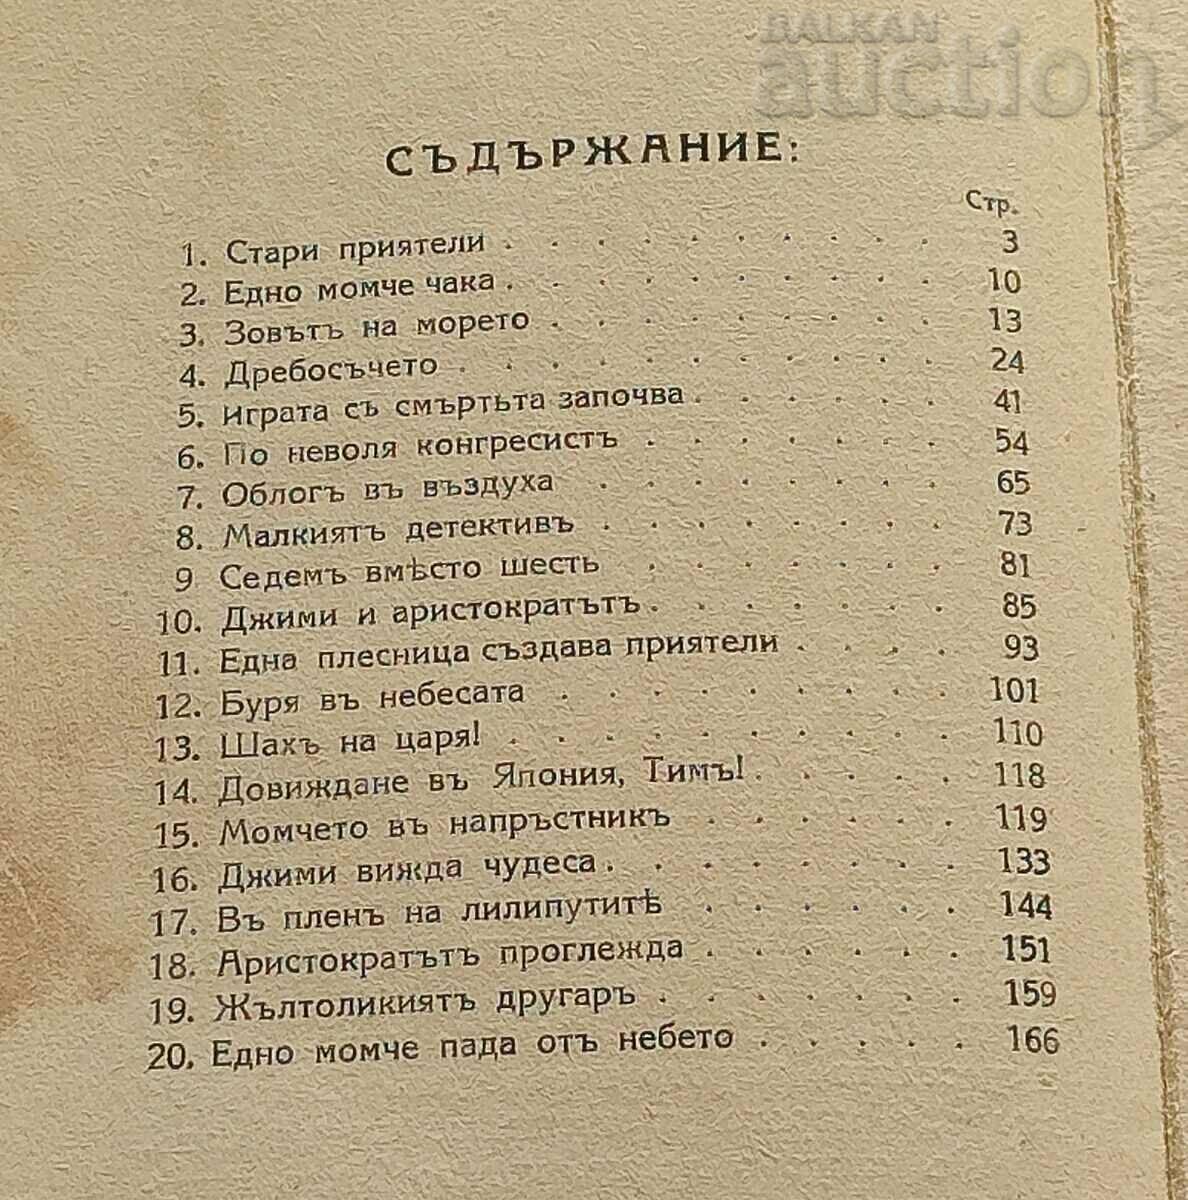 BALKAN
auction
СЪДЪРЖАНИЕ:
Стр.
1. Стари приятели . . . . . . . . . . 3
2. Едно момче чака . . . . . . . . . . 10
3. Зовътъ на морето . . . . . . . . . 13
4. Дребосъчето . . . . . . . . . . . 24
5. Играта съ смъртьта започва . . . . . . 41
6. По неволя конгресистъ . . . . . . . 54
7. Облогъ въ въздуха . . . . . . . . 65
8. Малкиятъ детективъ . . . . . . . . 73
9 Седемъ вмѣсто шесть . . . . . . . 81
10. Джими и аристократътъ . . . . . . . 85
11. Една плесница създава приятели . . . . 93
12. Буря въ небесата . . . . . . . . . 101
13. Шахъ на царя! . . . . . . . . . . 110
14. Довиждане въ Япония, Тимъ! . . . . . 118
15. Момчето въ напръстникъ . . . . . . 119
16. Джими вижда чудеса . . . . . . . . 133
17. Въ пленъ на лилипутитѣ . . . . . . 144
18. Аристократътъ проглежда . . . . . . 151
19. Жълтоликиятъ другаръ . . . . . . . 159
20. Едно момче пада отъ небето . . . . . 166